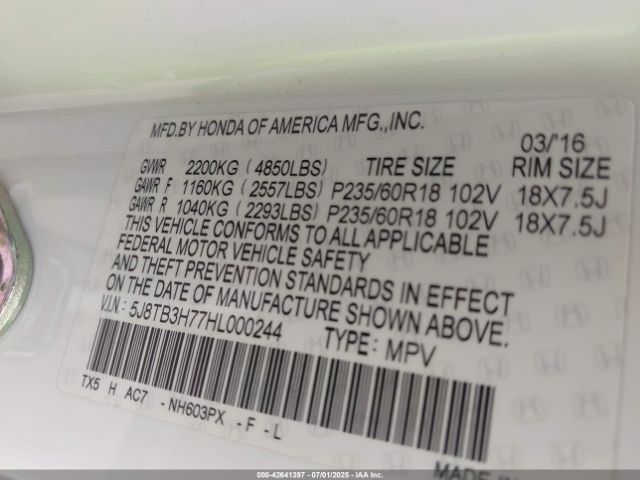 MFD.BY HONDA OF AMERICA MFG.,INC.
03/'16
GVWR 2200KG (4850LBS) TIRE SIZE RIM SIZE
GAWR F 1160KG (2557LBS) P235/60R18 102V 18X7.5J
GAWR R 1040KG (2293LBS) P235/60R18 102V 18X7.5J
THIS VEHICLE CONFORMS TO ALL APPLICABLE
FEDERAL MOTOR VEHICLE SAFETY
AND THEFT PREVENTION STANDARDS IN EFFECT
ON THE DATE OF MANUFACTURE SHOWN ABOVE.
V.I.N.: 5J8TB3H77HL000244 TYPE: MPV
TX5 H AC7 -NH603PX -F-L
MADE IN
000-42641397 - 07/01/2025 - IAA Inc.